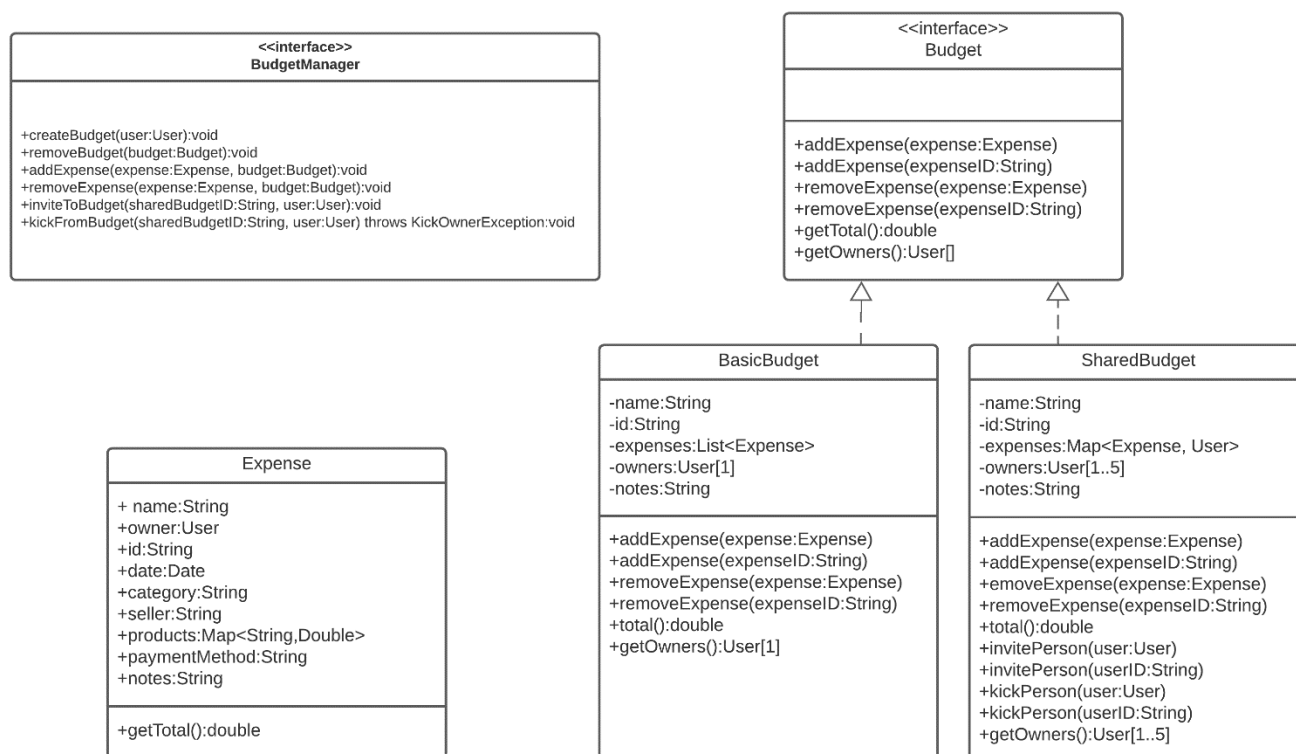 <<interface>>
BudgetManager
+createBudget(user:User):void
+removeBudget(budget:Budget):void
+addExpense(expense:Expense, budget:Budget):void
+removeExpense(expense:Expense, budget:Budget):void
+inviteToBudget(sharedBudgetID:String, user:User):void
+kickFromBudget(sharedBudgetID:String, user:User) throws KickOwnerException:void
<<interface>>
Budget
+addExpense(expense:Expense)
+addExpense(expenseID:String)
+removeExpense(expense:Expense)
+removeExpense(expenseID:String)
+getTotal():double
+getOwners():User[]
Expense
+ name:String
+owner:User
+id:String
+date:Date
+category:String
+seller:String
+products:Map<String,Double>
+paymentMethod:String
+notes:String
+getTotal():double
BasicBudget
-name:String
-id:String
-expenses:List<Expense>
-owners:User[1]
-notes:String
+addExpense(expense:Expense)
+addExpense(expenseID:String)
+removeExpense(expense:Expense)
+removeExpense(expenseID:String)
+total():double
+getOwners():User[1]
SharedBudget
-name:String
-id:String
-expenses:Map<Expense, User>
-owners:User[1..5]
-notes:String
+addExpense(expense:Expense)
+addExpense(expenseID:String)
+emoveExpense(expense:Expense)
+removeExpense(expenseID:String)
+total():double
+invitePerson(user:User)
+invitePerson(userID:String)
+kickPerson(user:User)
+kickPerson(userID:String)
+getOwners():User[1..5]